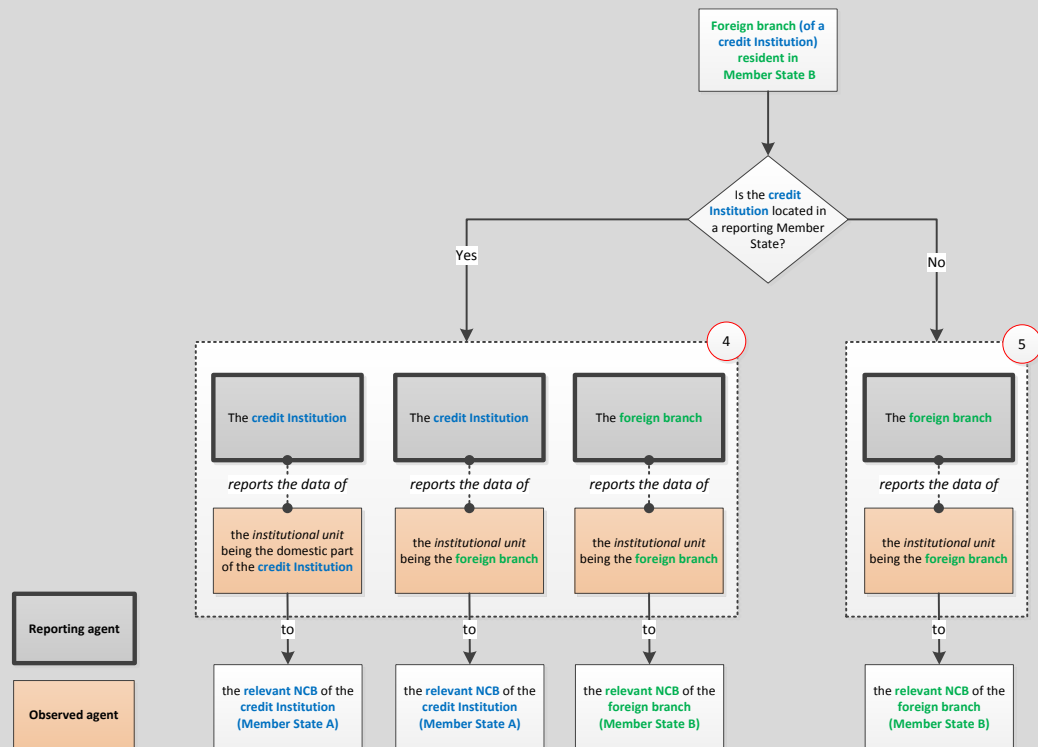 Foreign branch (of a
credit Institution)
resident in
Member State B
Is the credit
Institution located in
a reporting Member
State?
Yes
No
4
5
The credit Institution
The credit Institution
The foreign branch
The foreign branch
reports the data of
reports the data of
reports the data of
reports the data of
the institutional unit
being the domestic part
of the credit Institution
the institutional unit
being the foreign branch
the institutional unit
being the foreign branch
the institutional unit
being the foreign branch
Reporting agent
to
to
to
to
the relevant NCB of the
credit Institution
(Member State A)
the relevant NCB of the
credit Institution
(Member State A)
the relevant NCB of the
foreign branch
(Member State B)
the relevant NCB of the
foreign branch
(Member State B)
Observed agent